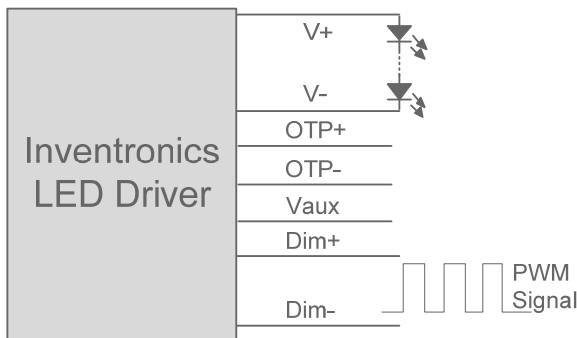 V+
V-
OTP+
OTP-
Vaux
Dim+
Dim-
Inventronics
LED Driver
PWM
Signal